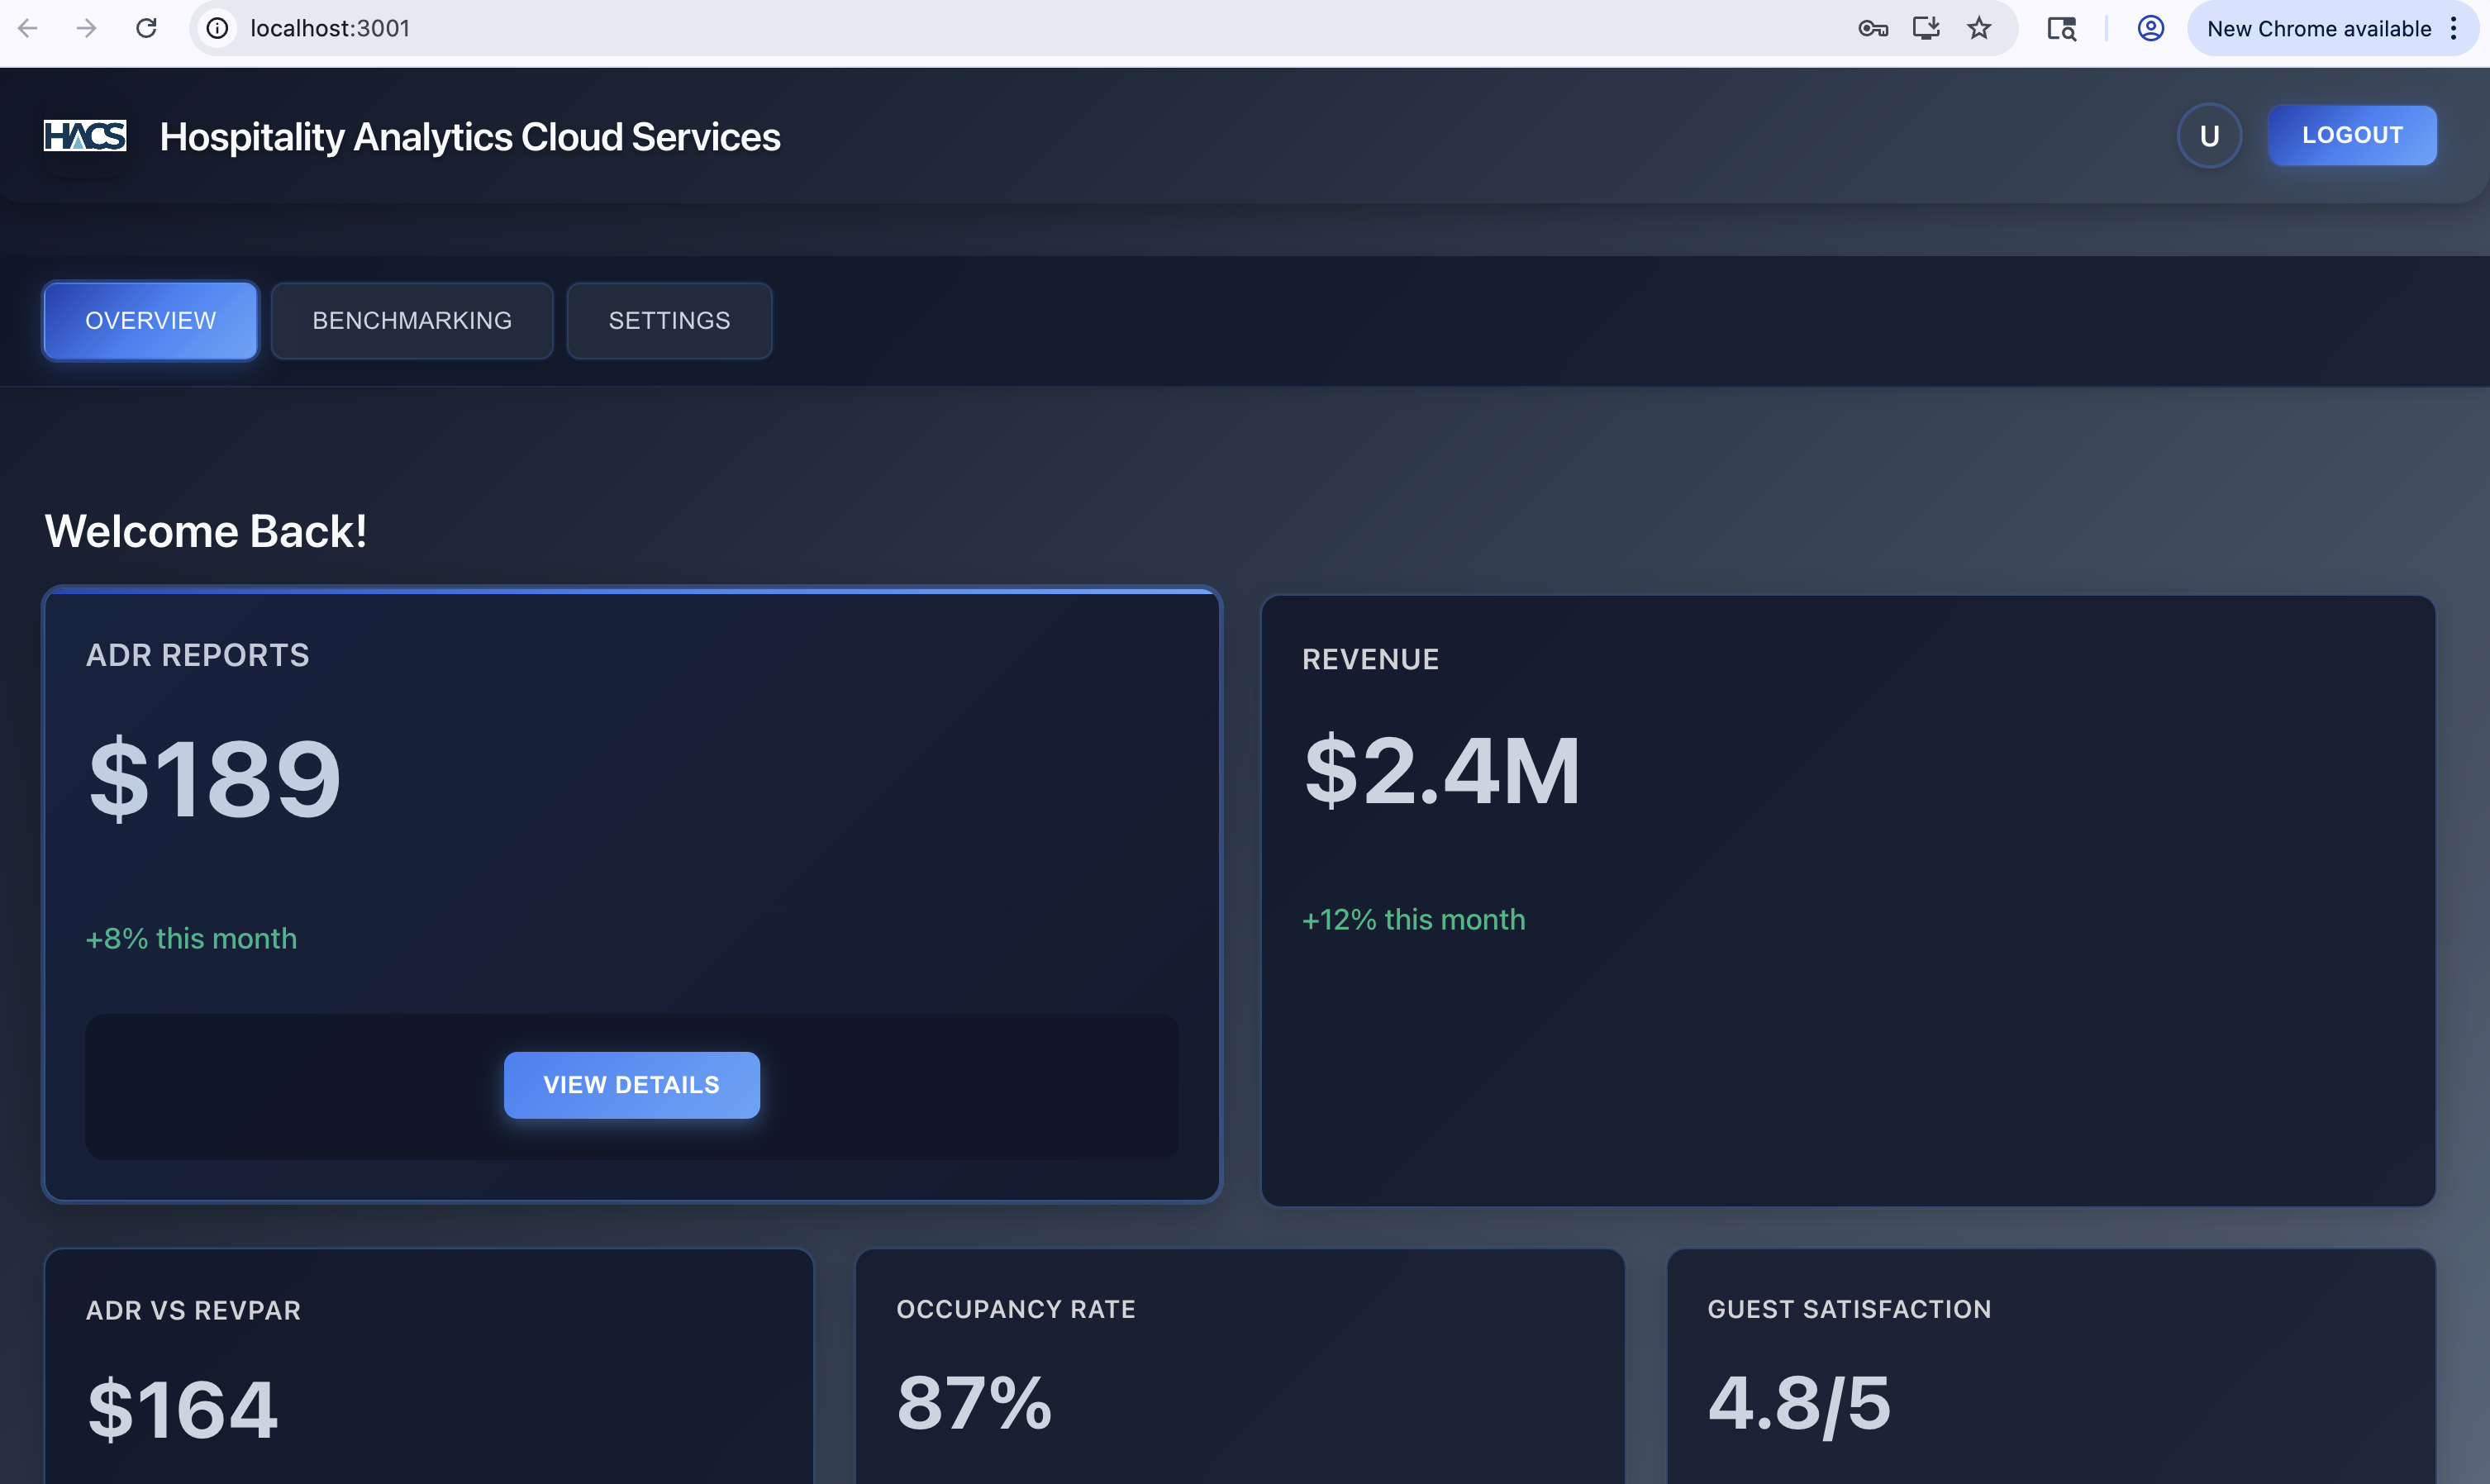 localhost:3001
New Chrome available
HACS
Hospitality Analytics Cloud Services
U
LOGOUT
OVERVIEW
BENCHMARKING
SETTINGS
Welcome Back!
ADR REPORTS
$189
+8% this month
VIEW DETAILS
REVENUE
$2.4M
+12% this month
ADR VS REVPAR
$164
OCCUPANCY RATE
87%
GUEST SATISFACTION
4.8/5